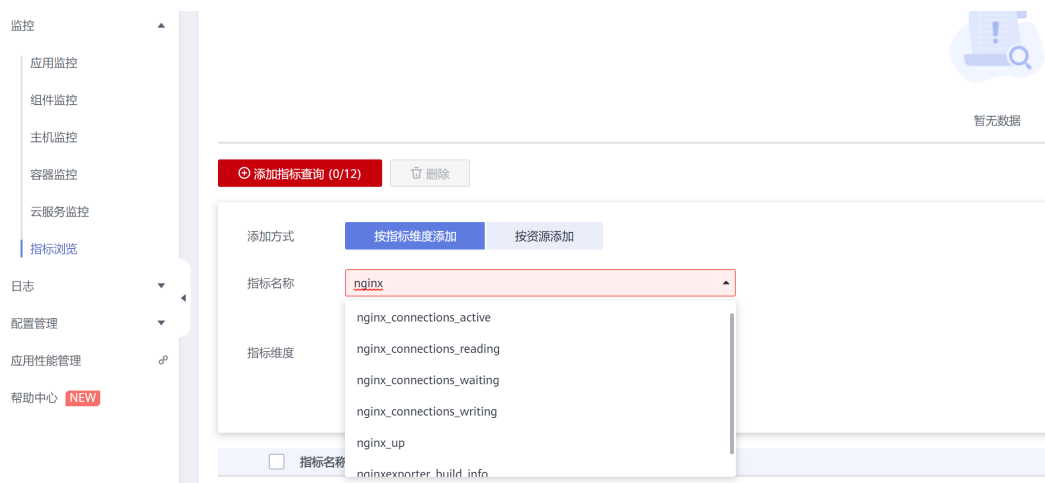 监控
应用监控
组件监控
主机监控
容器监控
云服务监控
指标浏览
日志
配置管理
应用性能管理
帮助中心 NEW
暂无数据
添加指标查询 (0/12) 删除
添加方式 按指标维度添加 按资源添加
指标名称 nginx
nginx_connections_active
nginx_connections_reading
指标维度
nginx_connections_waiting
nginx_connections_writing
nginx_up
指标名称
nginxexporter_build_info